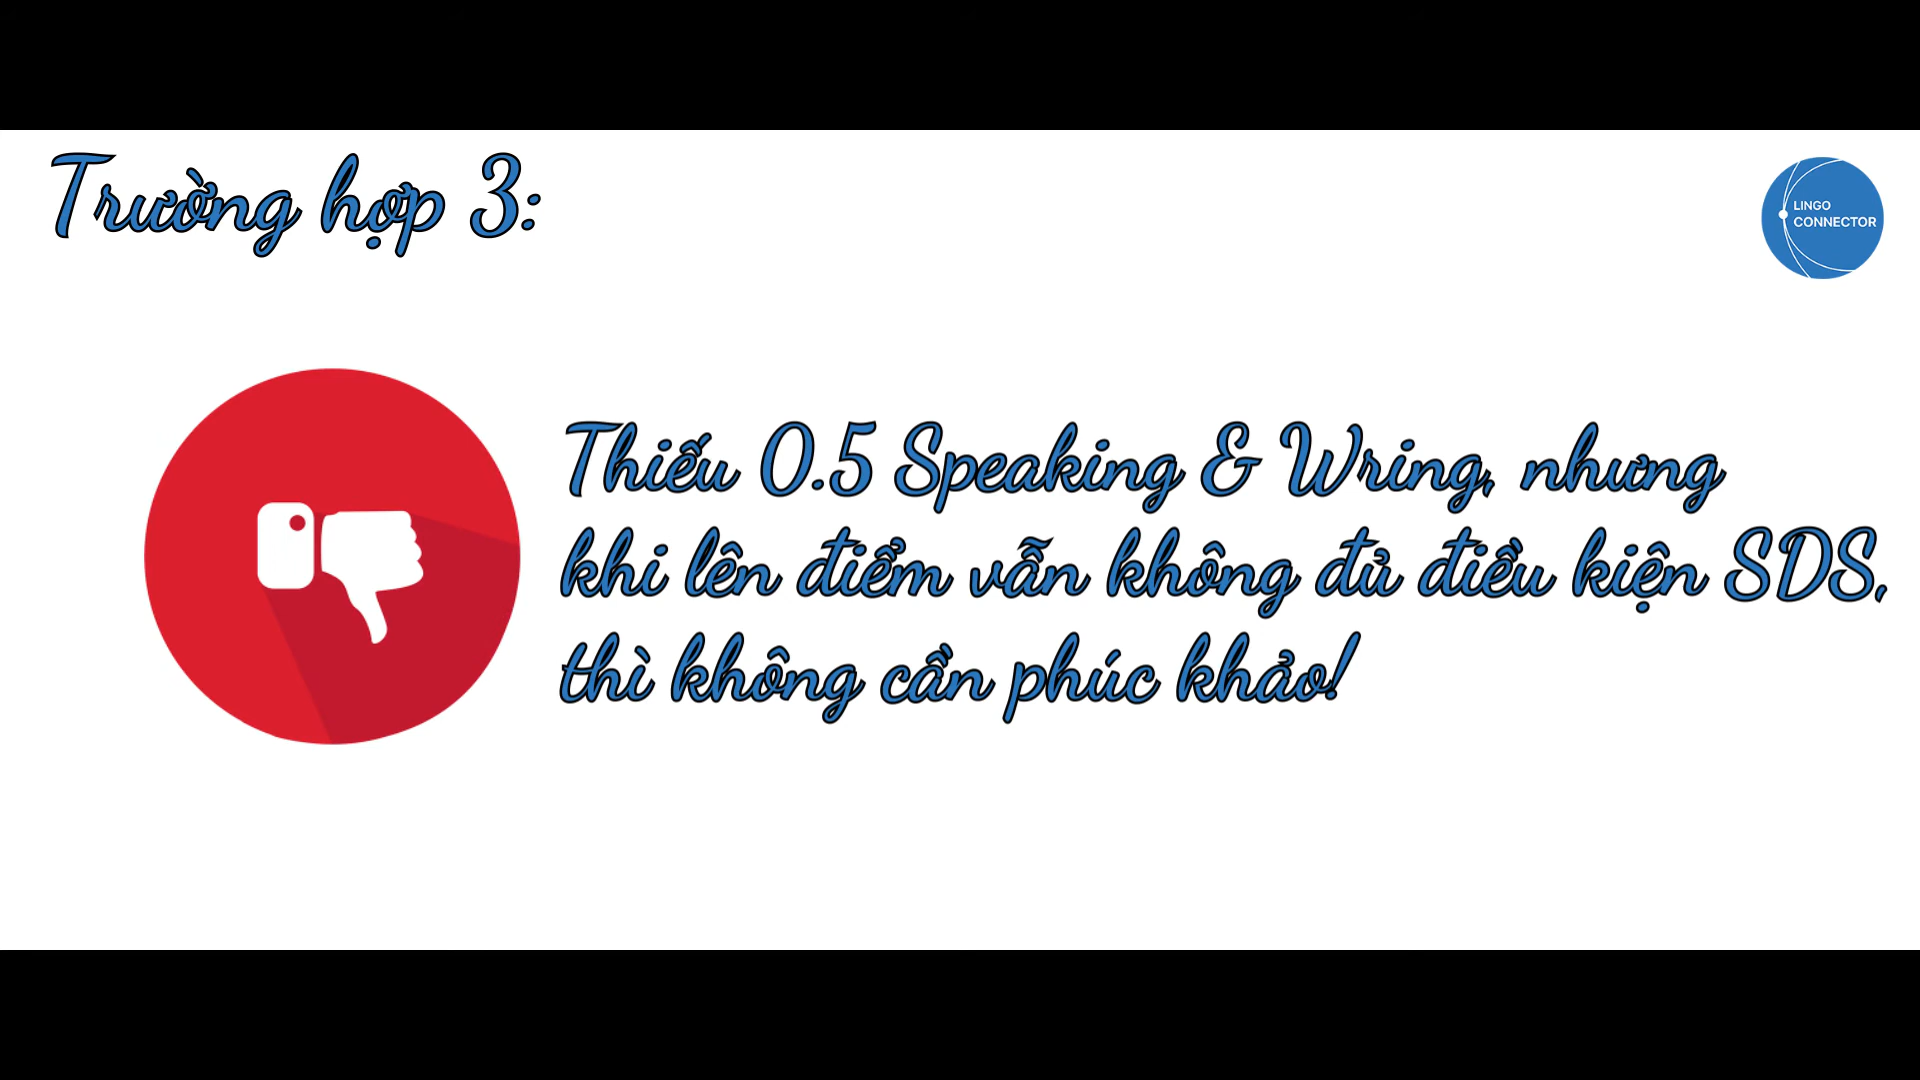 Trường hợp 3:
LINGO
CONNECTOR
Thiếu 0.5 Speaking & Wring, nhưng
khi lên điểm vẫn không đủ điều kiện SDS,
thì không cần phúc khảo!